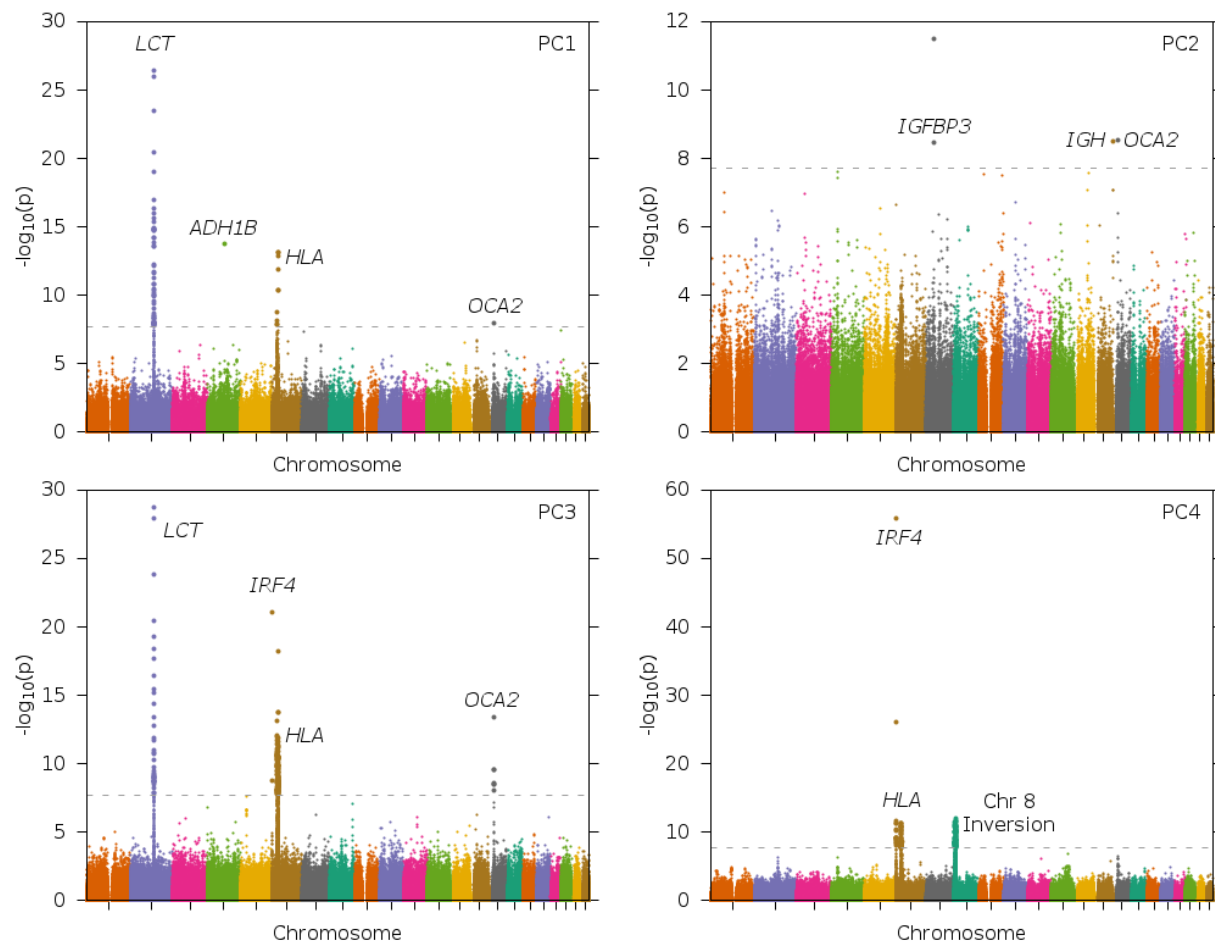 PC1
30
25
20
15
10
5
0
-log10(p)
LCT
ADH1B
HLA
OCA2
Chromosome
PC2
12
10
8
6
4
2
0
-log10(p)
IGFBP3
IGH OCA2
Chromosome
PC3
30
25
20
15
10
5
0
-log10(p)
LCT
IRF4
HLA
OCA2
Chromosome
PC4
60
50
40
30
20
10
0
-log10(p)
IRF4
HLA
Chr 8
Inversion
Chromosome